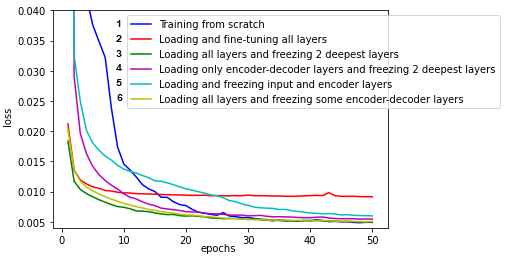 0.040
0.035
0.030
0.025
0.020
0.015
0.010
0.005
loss
1 Training from scratch
2 Loading and fine-tuning all layers
3 Loading all layers and freezing 2 deepest layers
4 Loading only encoder-decoder layers and freezing 2 deepest layers
5 Loading and freezing input and encoder layers
6 Loading all layers and freezing some encoder-decoder layers
0 10 20 30 40 50
epochs